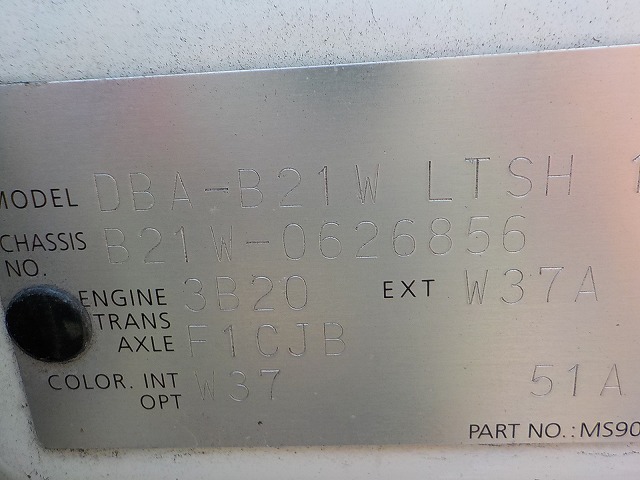 MODEL DBA-B21W LTSH 1
CHASSIS NO. B21W-0626856
ENGINE 3B20 EXT W37A
TRANS AXLE F1CJB
COLOR. INT OPT W37 51A
PART NO.: MS90